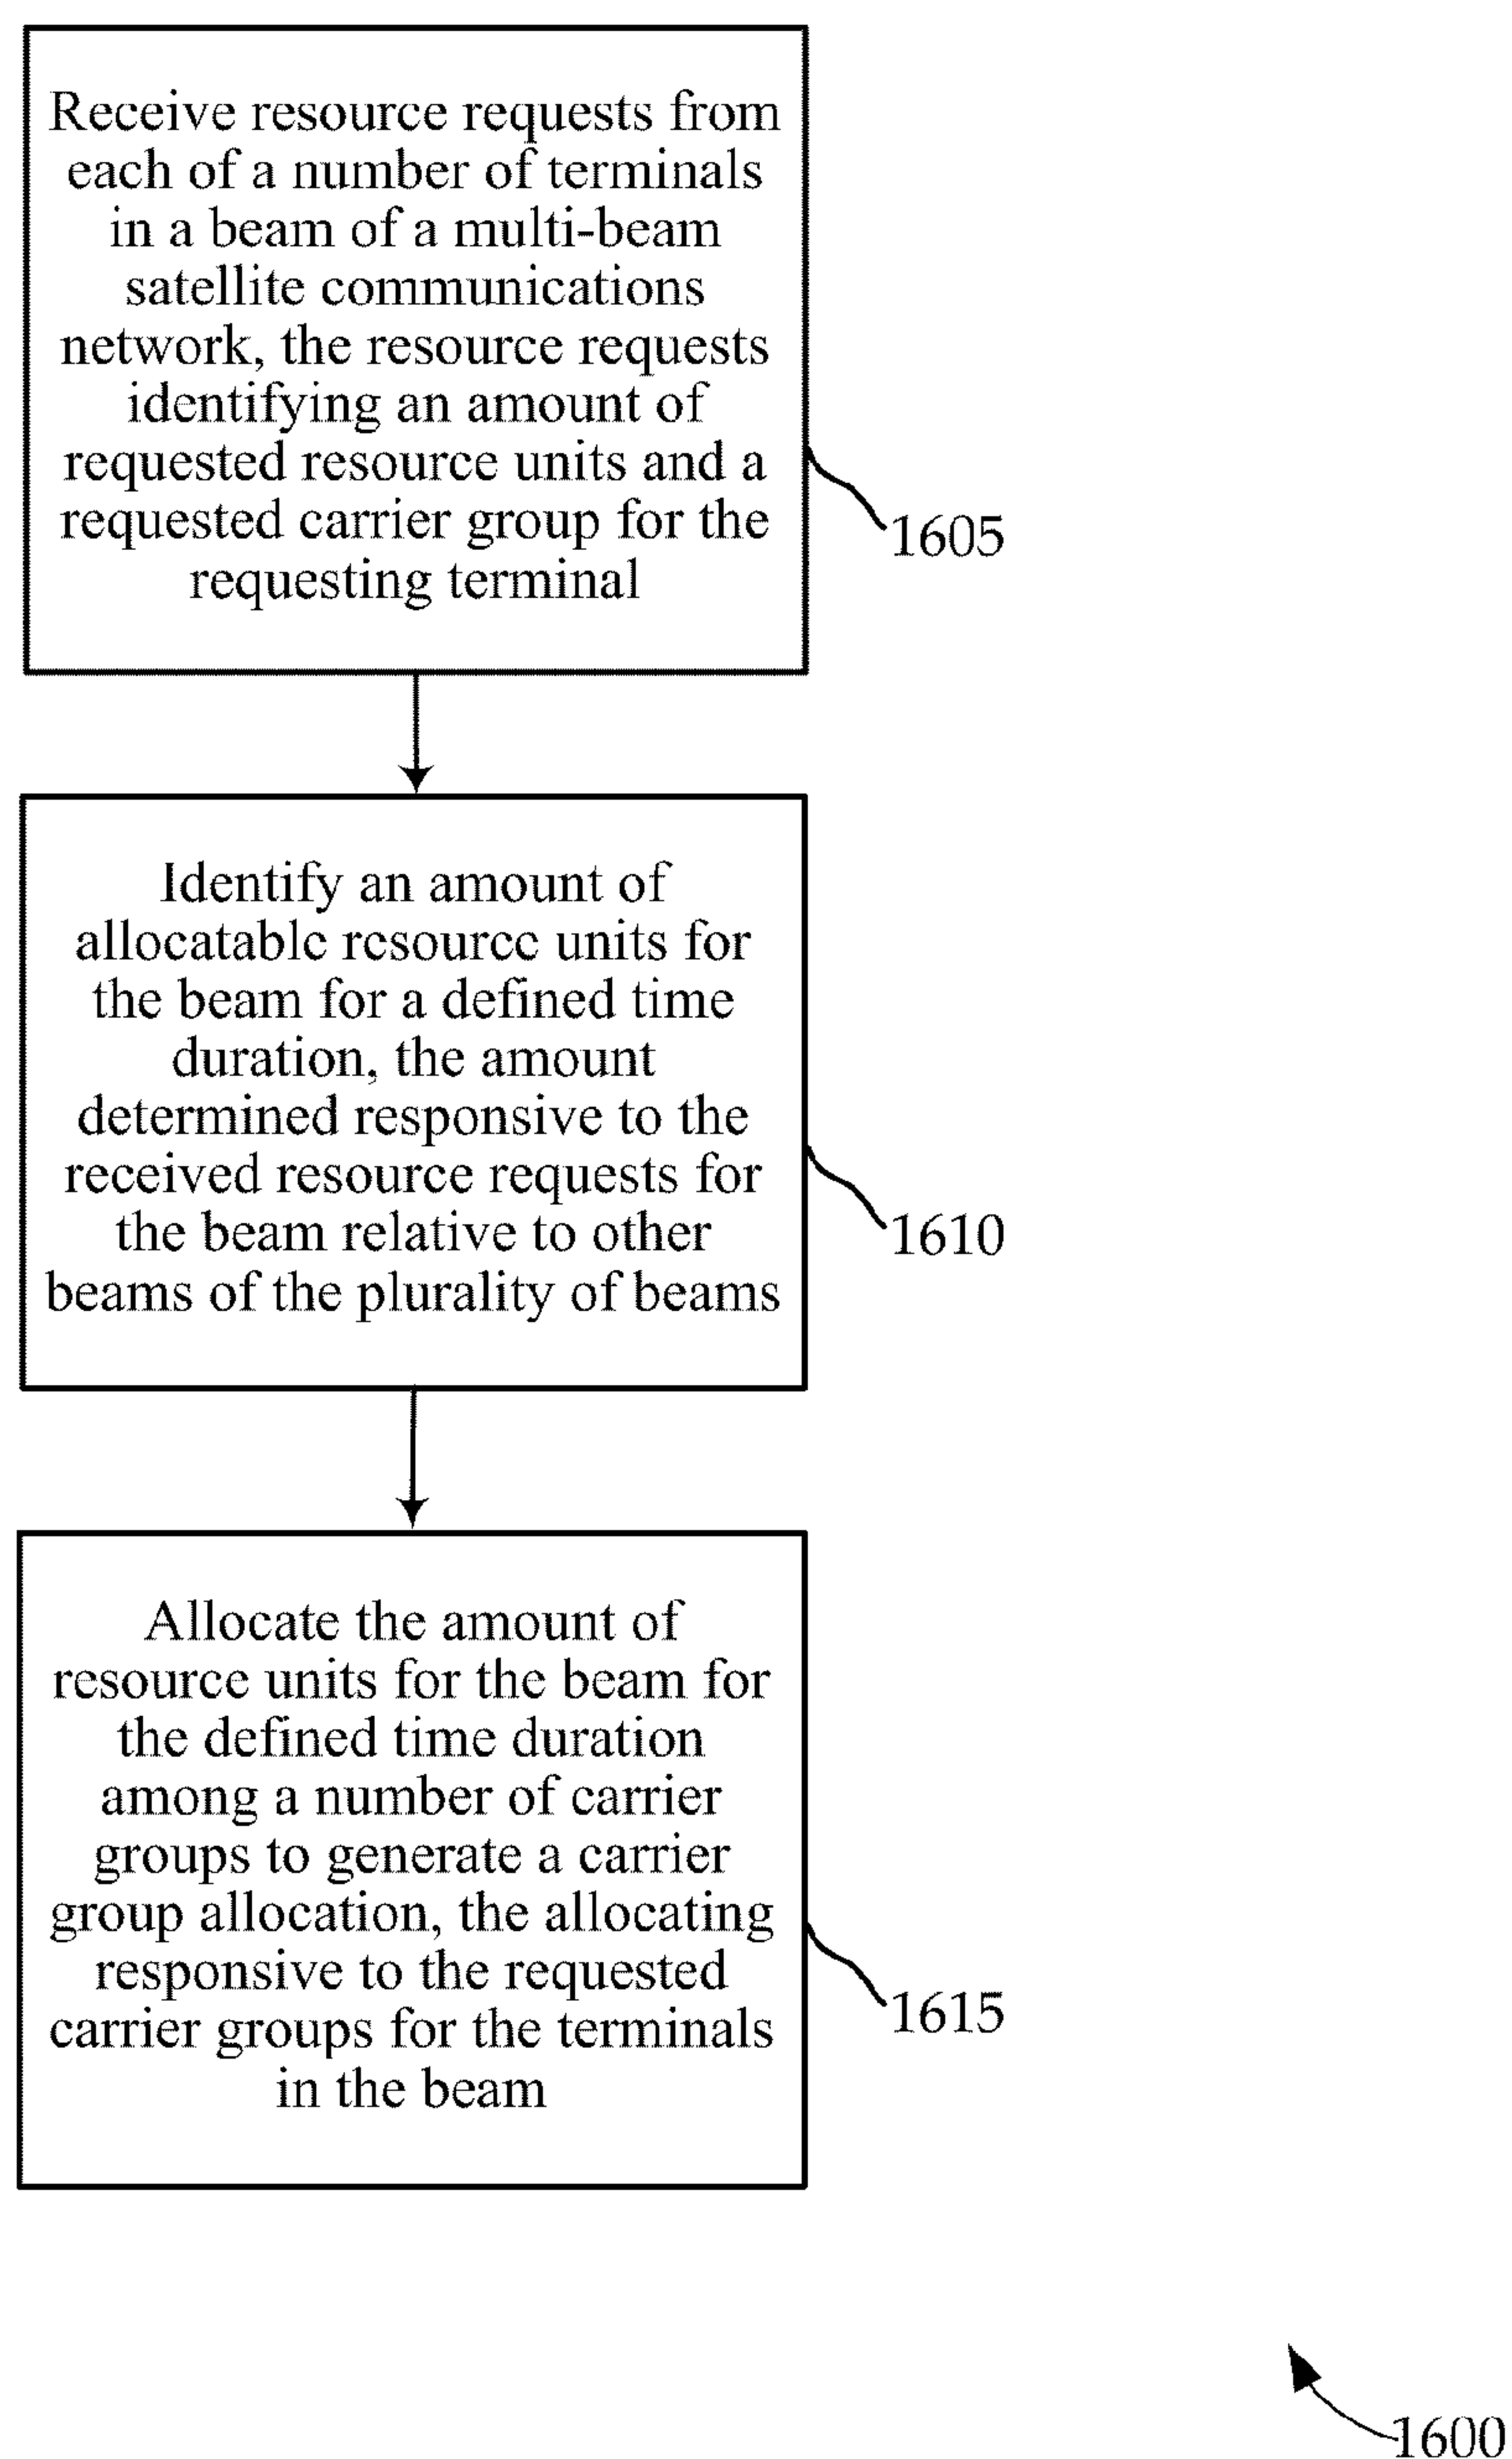 Receive resource requests from
each of a number of terminals
in a beam of a multi-beam
satellite communications
network, the resource requests
identifying an amount of
requested resource units and a
requested carrier group for the
requesting terminal
1605
Identify an amount of
allocatable resource units for
the beam for a defined time
duration, the amount
determined responsive to the
received resource requests for
the beam relative to other
beams of the plurality of beams
1610
Allocate the amount of
resource units for the beam for
the defined time duration
among a number of carrier
groups to generate a carrier
group allocation, the allocating
responsive to the requested
carrier groups for the terminals
in the beam
1615
1600